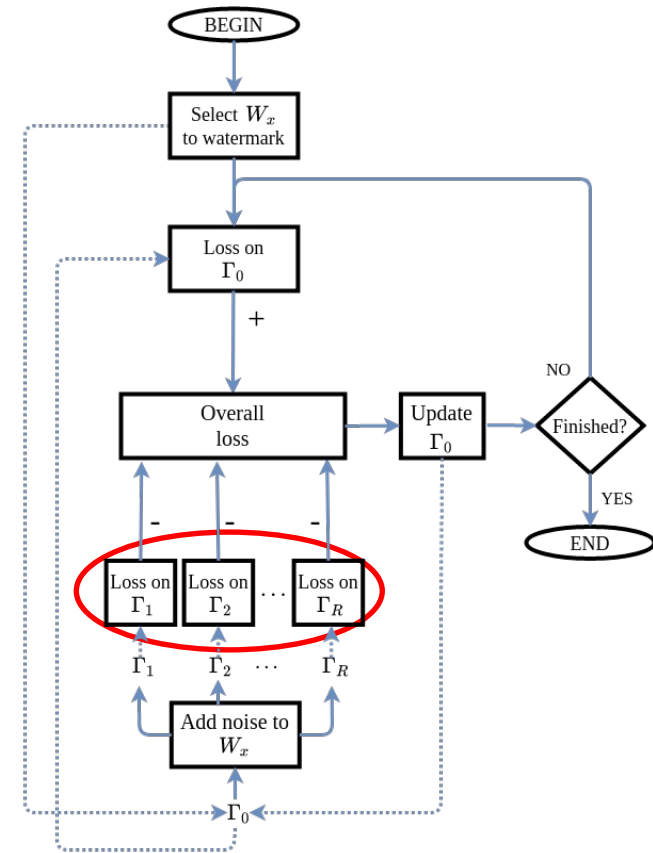 BEGIN
Select W_x
to watermark
Loss on
Γ_0
+
NO
Overall
loss
Update
Γ_0
Finished?
YES
- - -
END
Loss on Loss on Loss on
Γ_1 Γ_2 ... Γ_R
Γ_1 Γ_2 ... Γ_R
Add noise to
W_x
Γ_0